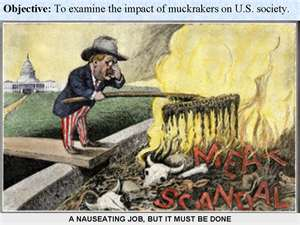 Objective: To examine the impact of muckrakers on U.S. society.
MEAT
SCANDAL
A NAUSEATING JOB, BUT IT MUST BE DONE